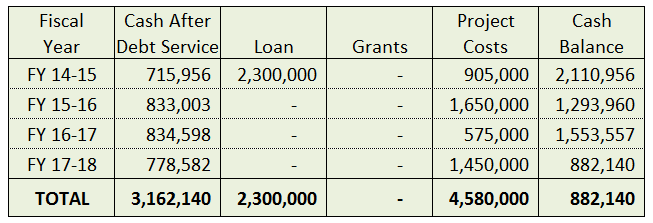 Fiscal Year Cash After Debt Service Loan Grants Project Costs Cash Balance
FY 14-15 715,956 2,300,000 - 905,000 2,110,956
FY 15-16 833,003 - - 1,650,000 1,293,960
FY 16-17 834,598 - - 575,000 1,553,557
FY 17-18 778,582 - - 1,450,000 882,140
TOTAL 3,162,140 2,300,000 - 4,580,000 882,140